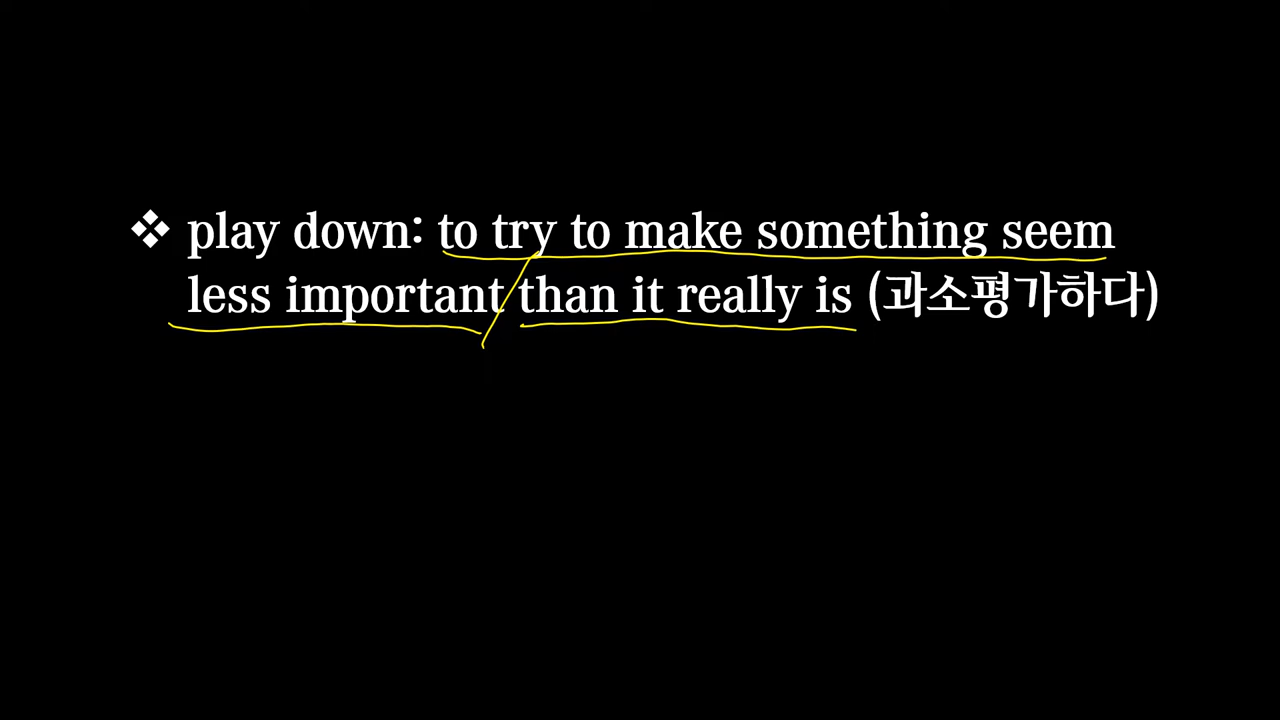 ❖ play down: to try to make something seem
less important than it really is (과소평가하다)